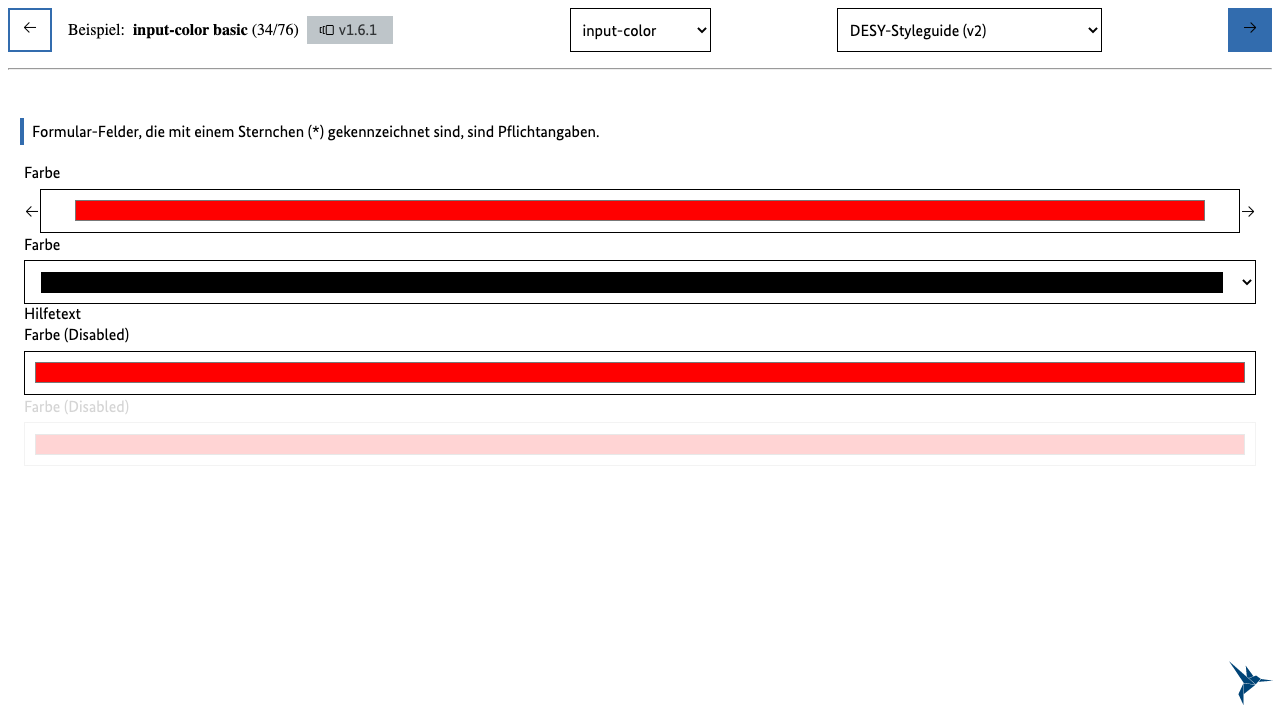 Beispiel: input-color basic (34/76) v1.6.1 input-color DESY-Styleguide (v2)
Formular-Felder, die mit einem Sternchen (*) gekennzeichnet sind, sind Pflichtangaben.
Farbe
Farbe
Hilfetext
Farbe (Disabled)
Farbe (Disabled)